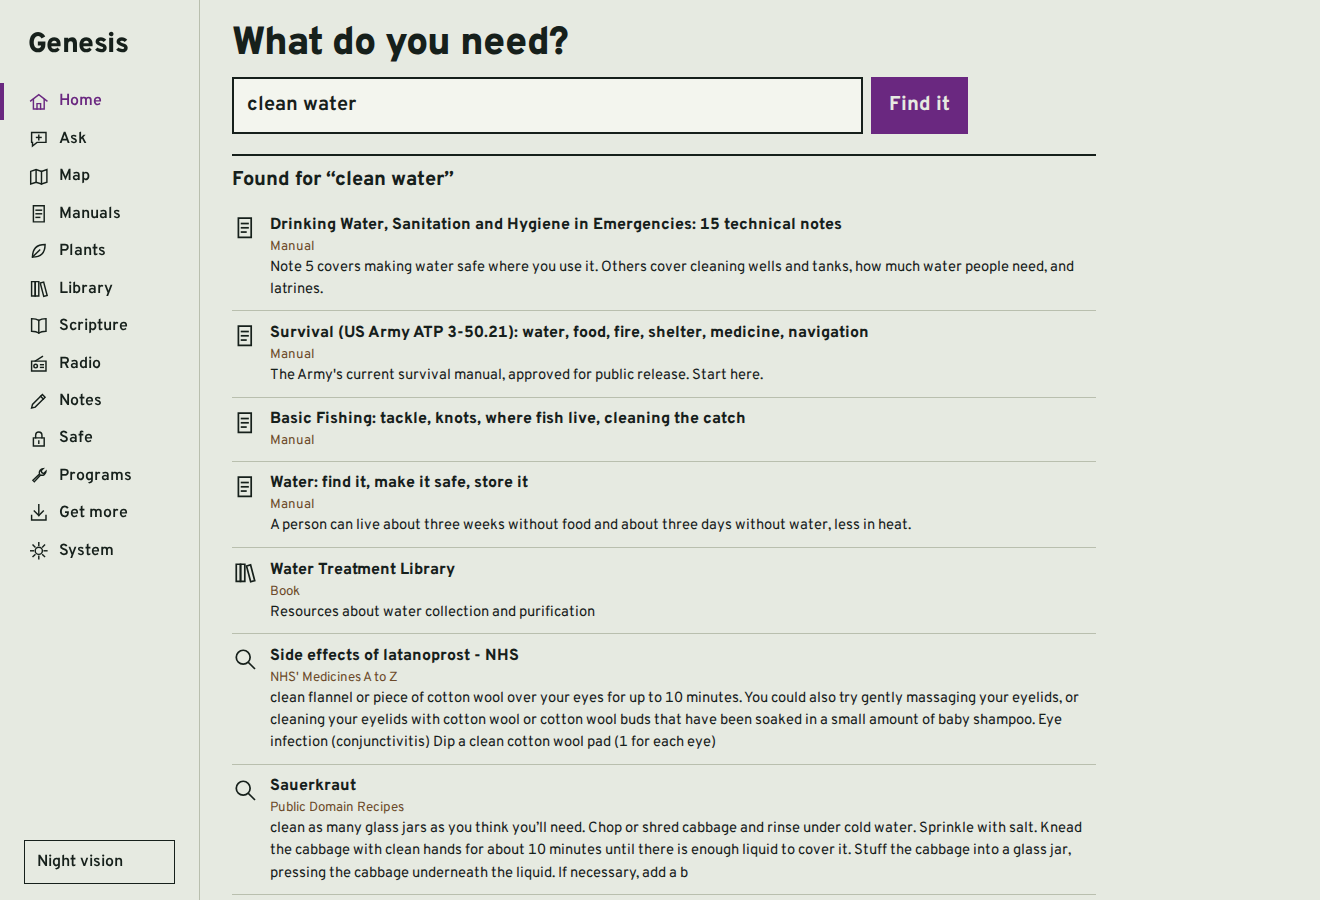 Genesis
Home
Ask
Map
Manuals
Plants
Library
Scripture
Radio
Notes
Safe
Programs
Get more
System
Night vision
What do you need?
clean water
Find it
Found for “clean water”
Drinking Water, Sanitation and Hygiene in Emergencies: 15 technical notes
Manual
Note 5 covers making water safe where you use it. Others cover cleaning wells and tanks, how much water people need, and
latrines.
Survival (US Army ATP 3-50.21): water, food, fire, shelter, medicine, navigation
Manual
The Army's current survival manual, approved for public release. Start here.
Basic Fishing: tackle, knots, where fish live, cleaning the catch
Manual
Water: find it, make it safe, store it
Manual
A person can live about three weeks without food and about three days without water, less in heat.
Water Treatment Library
Book
Resources about water collection and purification
Side effects of latanoprost - NHS
NHS' Medicines A to Z
clean flannel or piece of cotton wool over your eyes for up to 10 minutes. You could also try gently massaging your eyelids, or
cleaning your eyelids with cotton wool or cotton wool buds that have been soaked in a small amount of baby shampoo. Eye
infection (conjunctivitis) Dip a clean cotton wool pad (1 for each eye)
Sauerkraut
Public Domain Recipes
clean as many glass jars as you think you’ll need. Chop or shred cabbage and rinse under cold water. Sprinkle with salt. Knead
the cabbage with clean hands for about 10 minutes until there is enough liquid to cover it. Stuff the cabbage into a glass jar,
pressing the cabbage underneath the liquid. If necessary, add a b